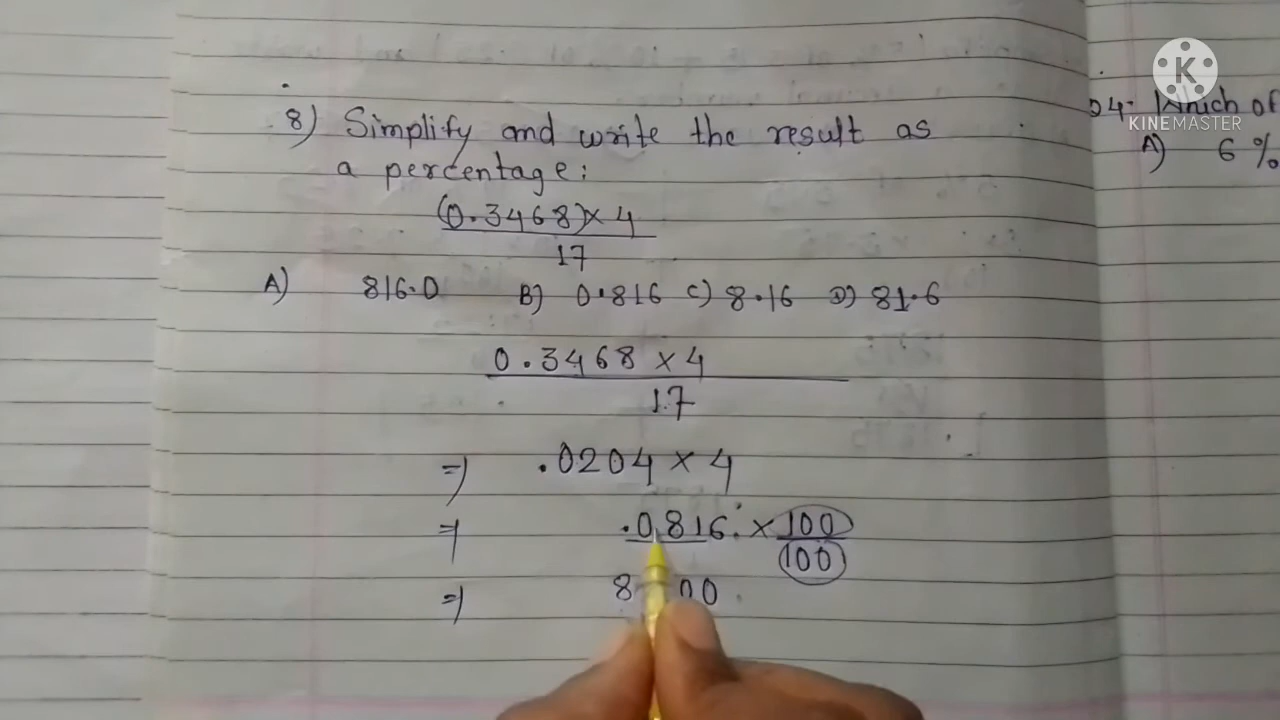 8) Simplify and write the result as
a percentage:
(0.3468) × 4
17
A) 816.0 B) 0.816 C) 8.16 D) 81.6
0.3468 × 4
17
⇒ .0204 × 4
⇒ .0816 × 100
100
⇒ 8 00
04. Which of
A) 6 %
K
KINEMASTER